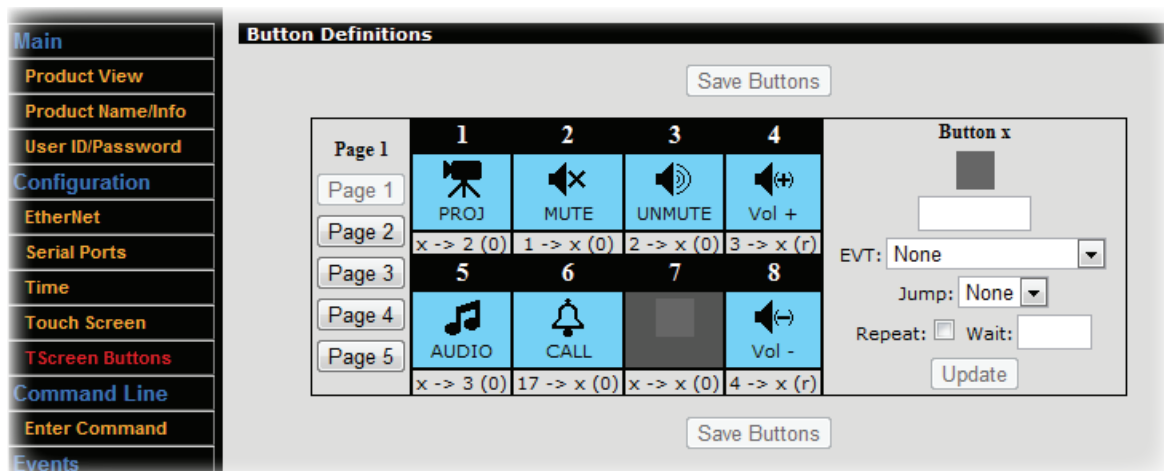 Main
Product View
Product Name/Info
User ID/Password
Configuration
EtherNet
Serial Ports
Time
Touch Screen
TScreen Buttons
Command Line
Enter Command
Events
Button Definitions
Save Buttons
Page 1
Page 1
Page 2
Page 3
Page 4
Page 5
1 2 3 4
PROJ MUTE UNMUTE Vol +
x -> 2 (0) 1 -> x (0) 2 -> x (0) 3 -> x (r)
5 6 7 8
AUDIO CALL Vol -
x -> 3 (0) 17 -> x (0) x -> x (0) 4 -> x (r)
Button x
EVT: None
Jump: None
Repeat: Wait:
Update
Save Buttons